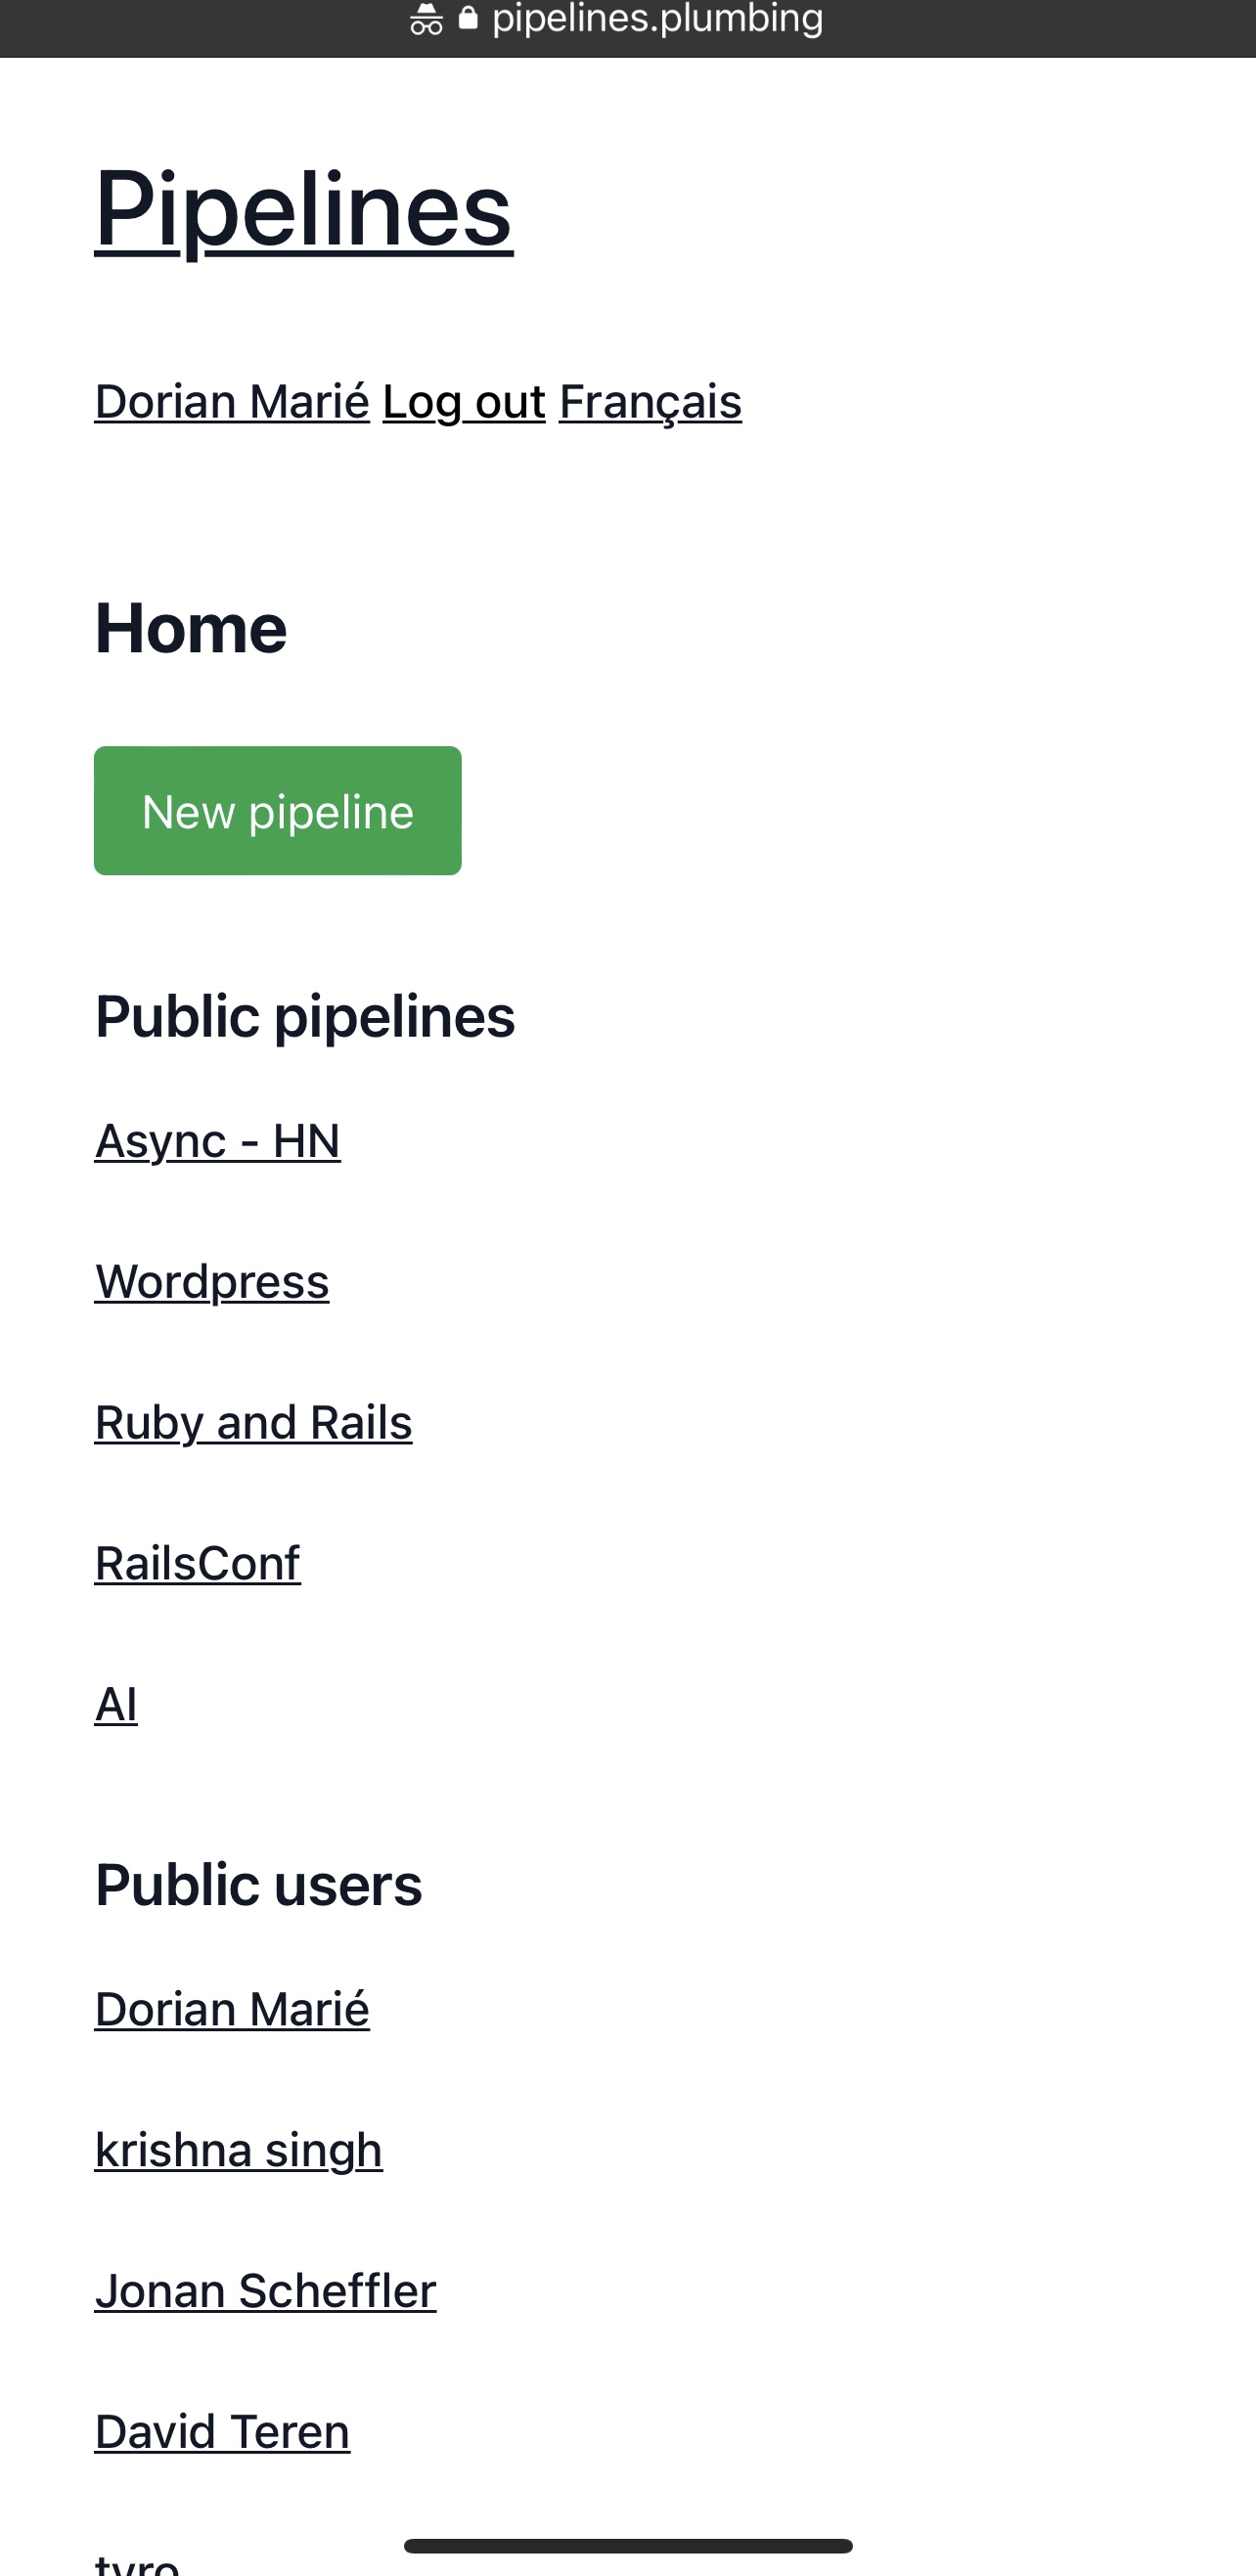 pipelines.plumbing
Pipelines
Dorian Marié Log out Français
Home
New pipeline
Public pipelines
Async - HN
Wordpress
Ruby and Rails
RailsConf
AI
Public users
Dorian Marié
krishna singh
Jonan Scheffler
David Teren